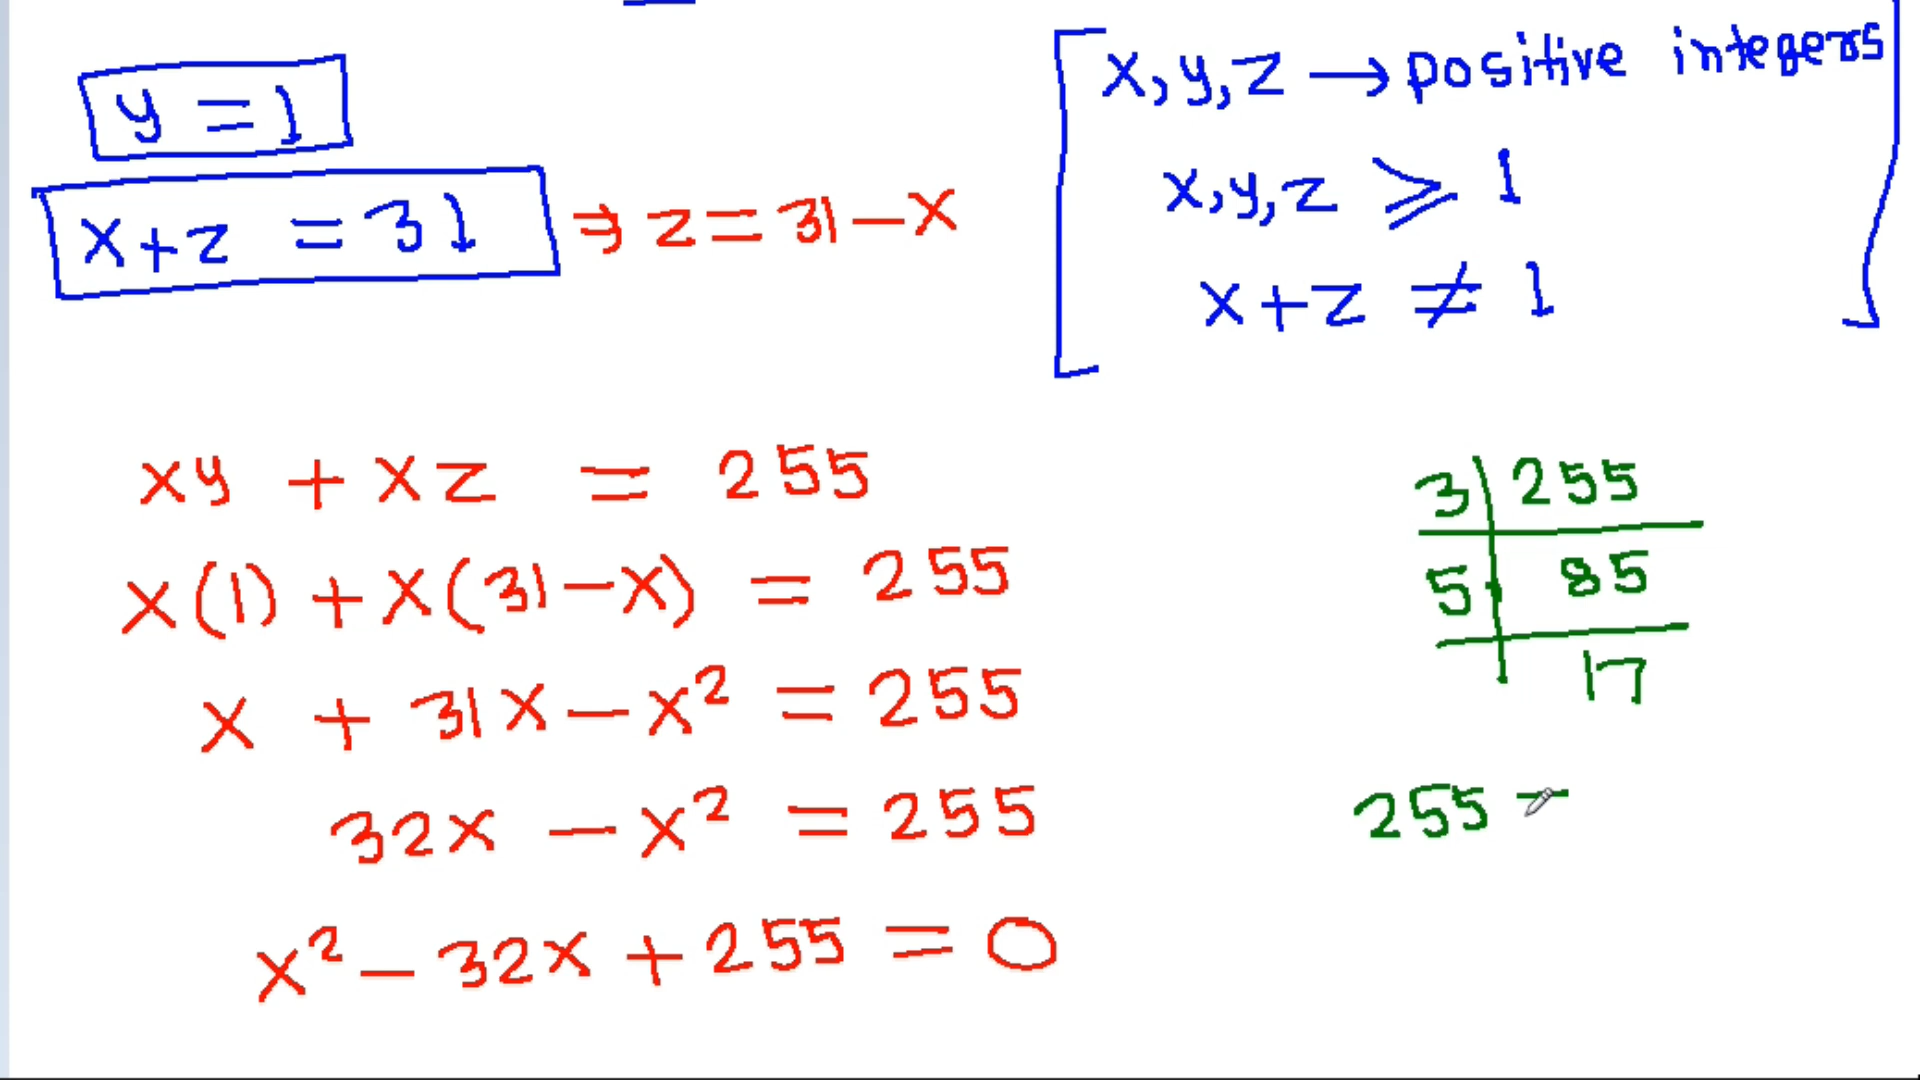 y = 1
x + z = 31 ⇒ z = 31 - x
x, y, z → positive integers
x, y, z ⩾ 1
x + z ≠ 1
xy + xz = 255
x(1) + x(31 - x) = 255
x + 31x - x² = 255
32x - x² = 255
x² - 32x + 255 = 0
3 | 255
5 | 85
17
255 =